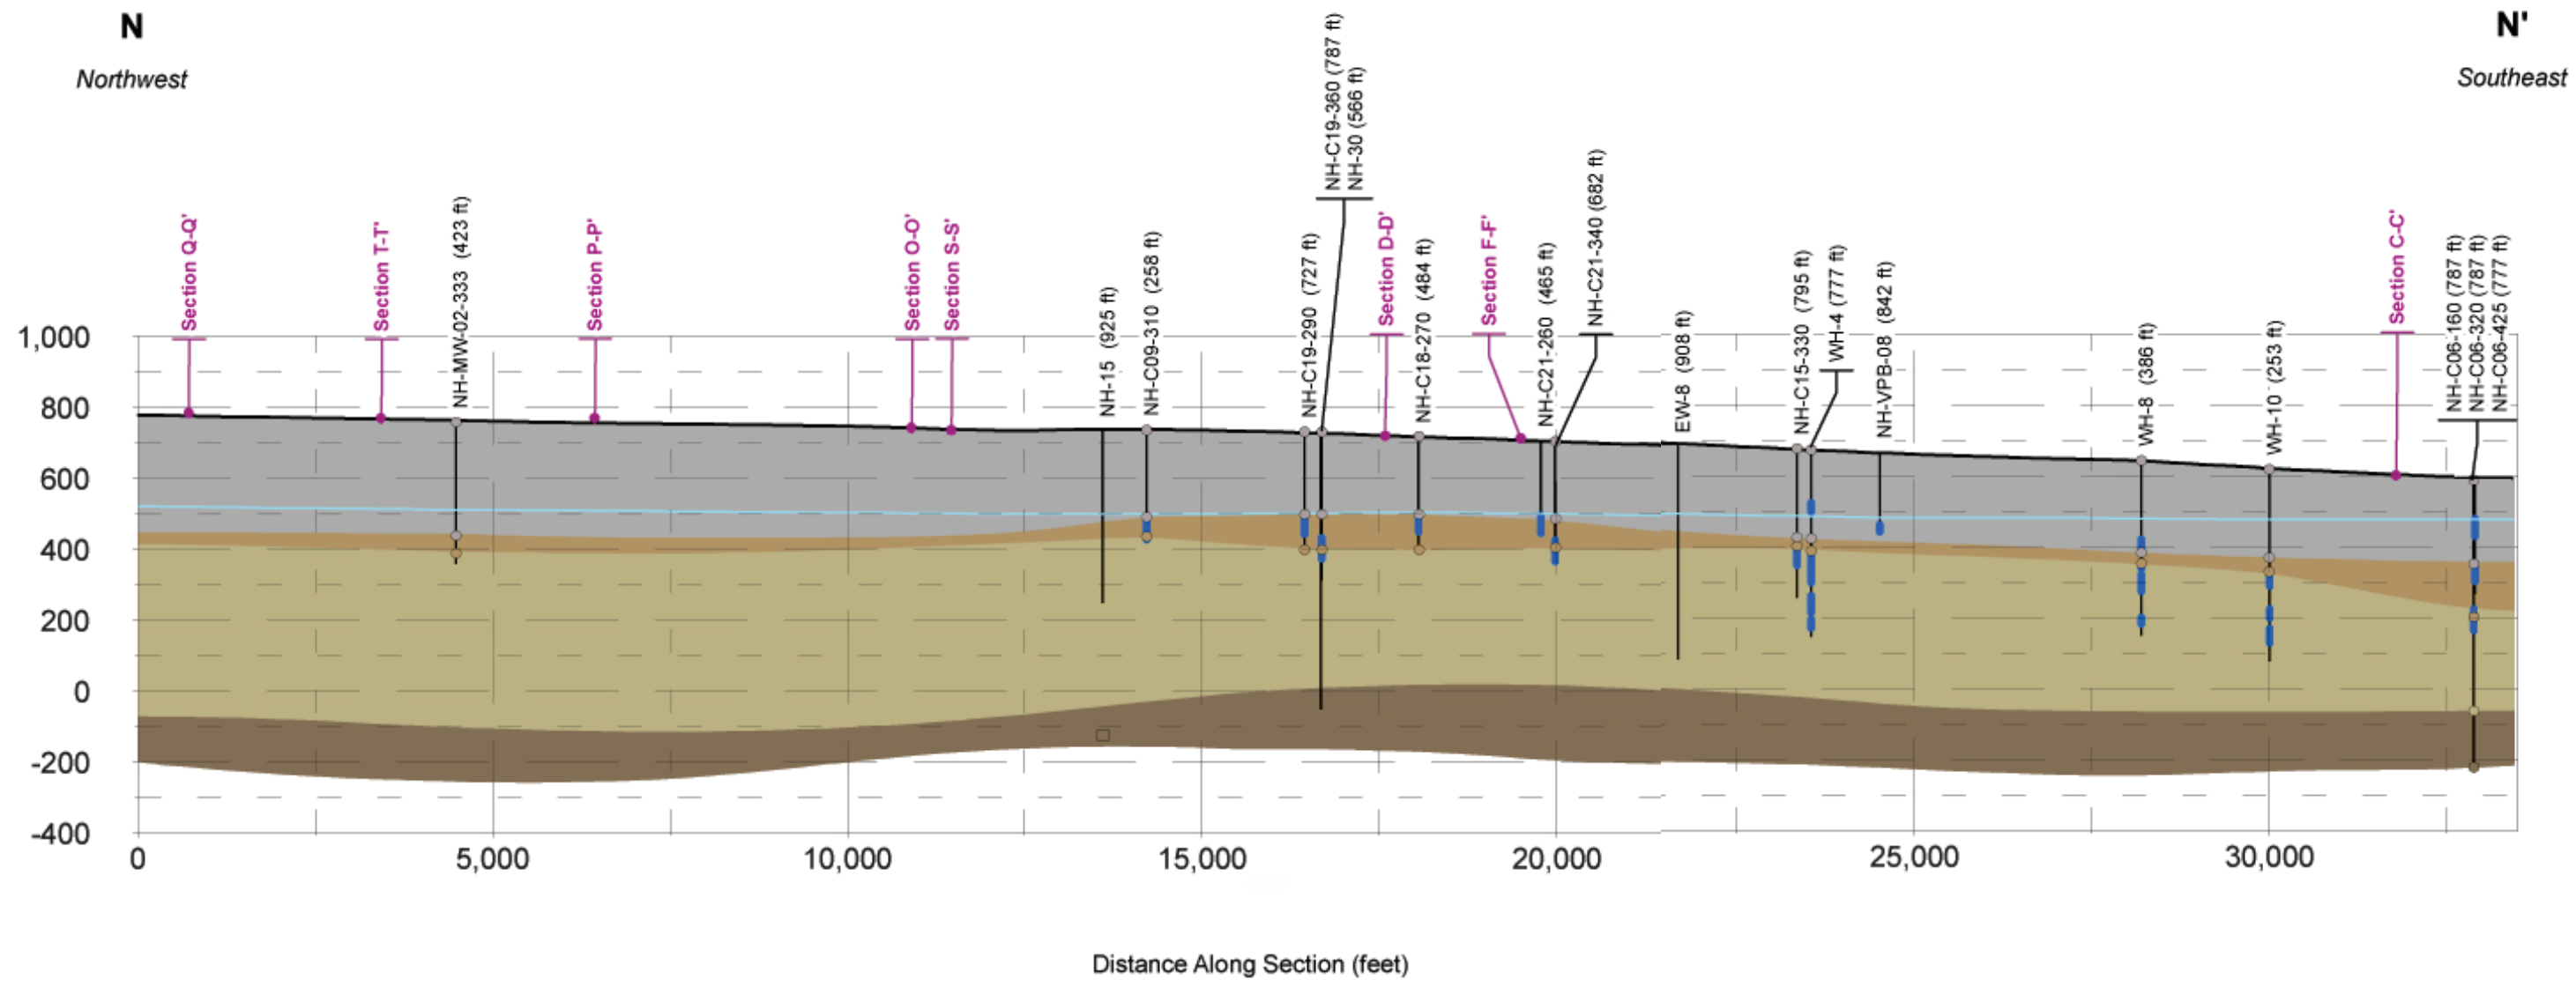 N
N'
Northwest
Southeast
Section Q-Q'
Section T-T'
NH-MW-02-333 (423 ft)
Section P-P'
Section O-O'
Section S-S'
NH-15 (925 ft)
NH-C09-310 (258 ft)
NH-C19-290 (727 ft)
NH-C19-360 (787 ft)
NH-30 (566 ft)
Section D-D'
NH-C18-270 (484 ft)
Section F-F'
NH-C21-260 (465 ft)
NH-C21-340 (682 ft)
EW-8 (908 ft)
NH-C15-330 (795 ft)
WH-4 (777 ft)
NH-VPB-08 (842 ft)
WH-8 (386 ft)
WH-10 (253 ft)
Section C-C'
NH-C06-160 (787 ft)
NH-C06-320 (787 ft)
NH-C06-425 (777 ft)
1,000
800
600
400
200
0
-200
-400
0
5,000
10,000
15,000
20,000
25,000
30,000
Distance Along Section (feet)